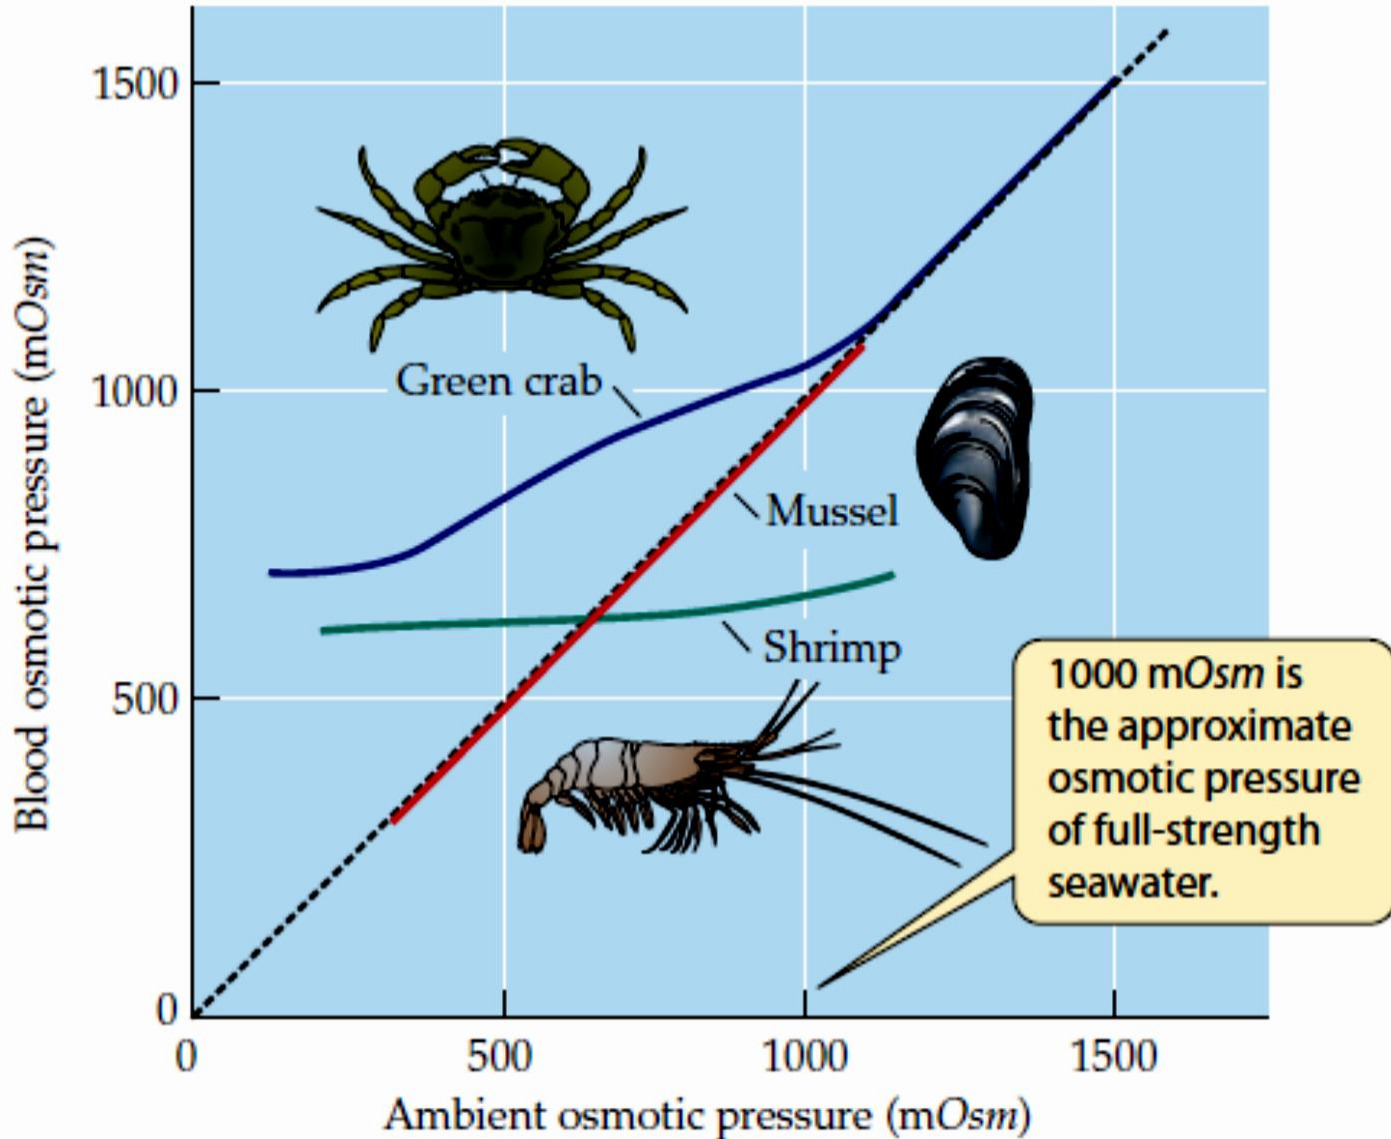 Blood osmotic pressure (mOsm)
1500
1000
500
0
Green crab
Mussel
Shrimp
1000 mOsm is
the approximate
osmotic pressure
of full-strength
seawater.
0
500
1000
1500
Ambient osmotic pressure (mOsm)